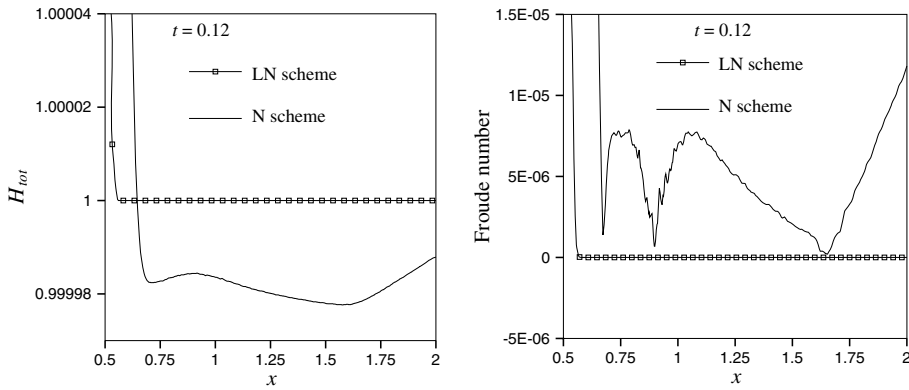 1.00004
t = 0.12
LN scheme
N scheme
1.00002
1
0.99998
H_tot
0.5 0.75 1 1.25 1.5 1.75 2
x
1.5E-05
t = 0.12
LN scheme
N scheme
1E-05
5E-06
0
-5E-06
Froude number
0.5 0.75 1 1.25 1.5 1.75 2
x